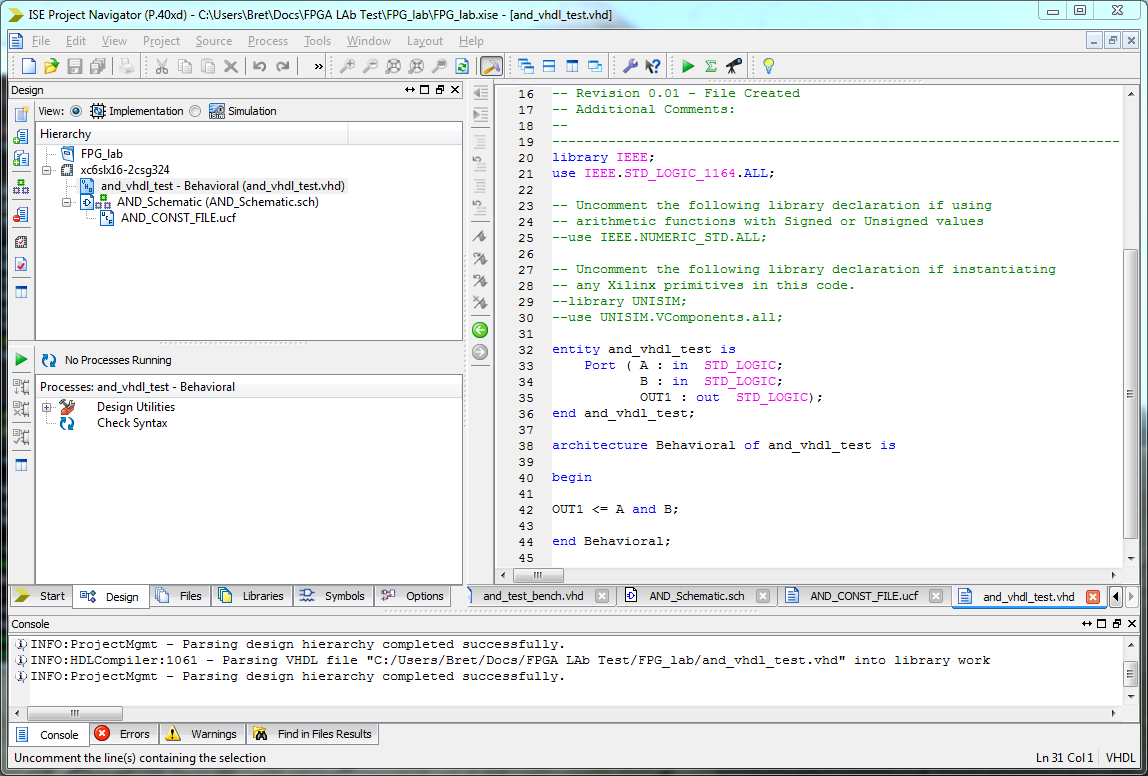 ISE Project Navigator (P.40xd) - C:\Users\Bret\Docs\FPGA LAb Test\FPG_lab\FPG_lab.xise - [and_vhdl_test.vhd]
File Edit View Project Source Process Tools Window Layout Help
»
Design
View: Implementation Simulation
Hierarchy
FPG_lab
xc6slx16-2csg324
and_vhdl_test - Behavioral (and_vhdl_test.vhd)
AND_Schematic (AND_Schematic.sch)
AND_CONST_FILE.ucf
No Processes Running
Processes: and_vhdl_test - Behavioral
Design Utilities
Check Syntax
Start Design Files Libraries Symbols Options
16 -- Revision 0.01 - File Created
17 -- Additional Comments:
18 --
19 ----------------------------------------------------------------------------------
20 library IEEE;
21 use IEEE.STD_LOGIC_1164.ALL;
22
23 -- Uncomment the following library declaration if using
24 -- arithmetic functions with Signed or Unsigned values
25 --use IEEE.NUMERIC_STD.ALL;
26
27 -- Uncomment the following library declaration if instantiating
28 -- any Xilinx primitives in this code.
29 --library UNISIM;
30 --use UNISIM.VComponents.all;
31
32 entity and_vhdl_test is
33 Port ( A : in STD_LOGIC;
34 B : in STD_LOGIC;
35 OUT1 : out STD_LOGIC);
36 end and_vhdl_test;
37
38 architecture Behavioral of and_vhdl_test is
39
40 begin
41
42 OUT1 <= A and B;
43
44 end Behavioral;
45
and_test_bench.vhd AND_Schematic.sch AND_CONST_FILE.ucf and_vhdl_test.vhd
Console
INFO:ProjectMgmt - Parsing design hierarchy completed successfully.
INFO:HDLCompiler:1061 - Parsing VHDL file "C:/Users/Bret/Docs/FPGA LAb Test/FPG_lab/and_vhdl_test.vhd" into library work
INFO:ProjectMgmt - Parsing design hierarchy completed successfully.
Console Errors Warnings Find in Files Results
Uncomment the line(s) containing the selection
Ln 31 Col 1 VHDL